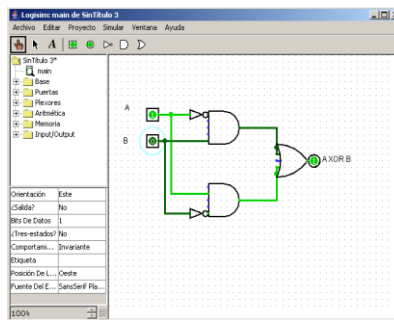 Logisim: main de SinTítulo 3
Archivo Editar Proyecto Simular Ventana Ayuda
A
SinTítulo 3*
main
Base
Puertas
Plexores
Aritmética
Memoria
Input/Output
A
B
A XOR B
Orientación Este
¿Salida? No
Bits De Datos 1
¿Tres-estados? No
Comportami... Invariante
Etiqueta
Posición De L... Oeste
Fuente Del E... SansSerif Pla...
100%